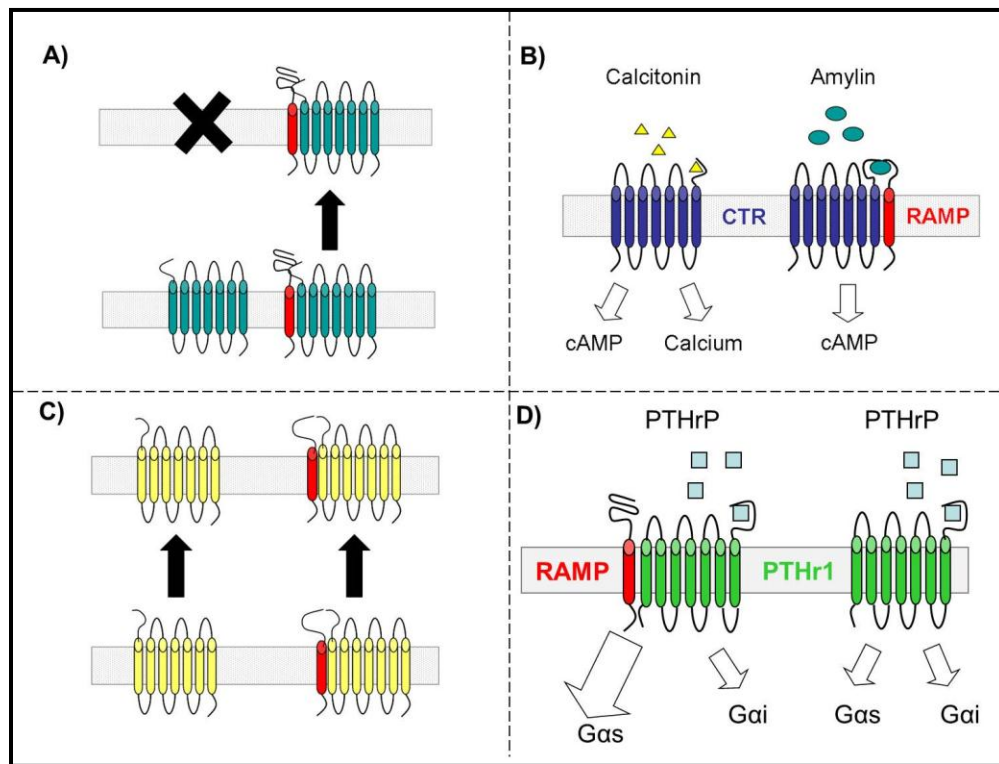 A)
B)
Calcitonin Amylin
CTR RAMP
cAMP Calcium cAMP
C)
D)
PTHrP PTHrP
RAMP PTHr1
Gαs Gαi Gαs Gαi